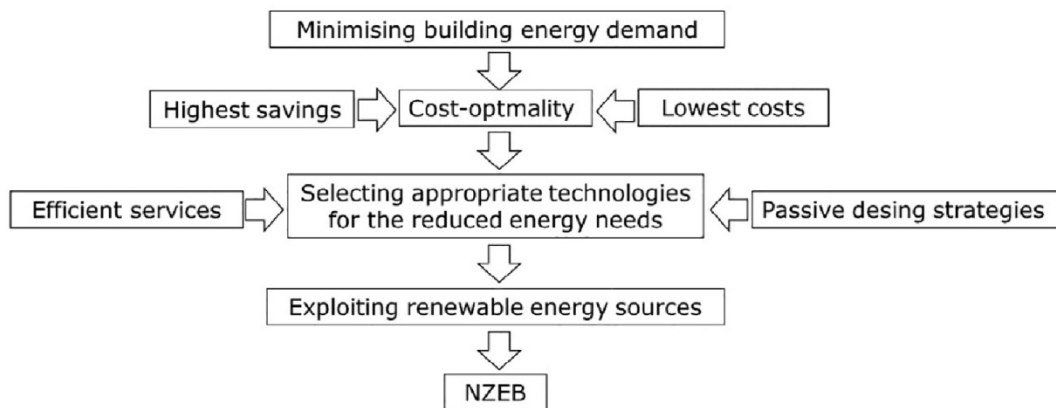 Minimising building energy demand
Highest savings
Cost-optmality
Lowest costs
Efficient services
Selecting appropriate technologies
for the reduced energy needs
Passive desing strategies
Exploiting renewable energy sources
NZEB